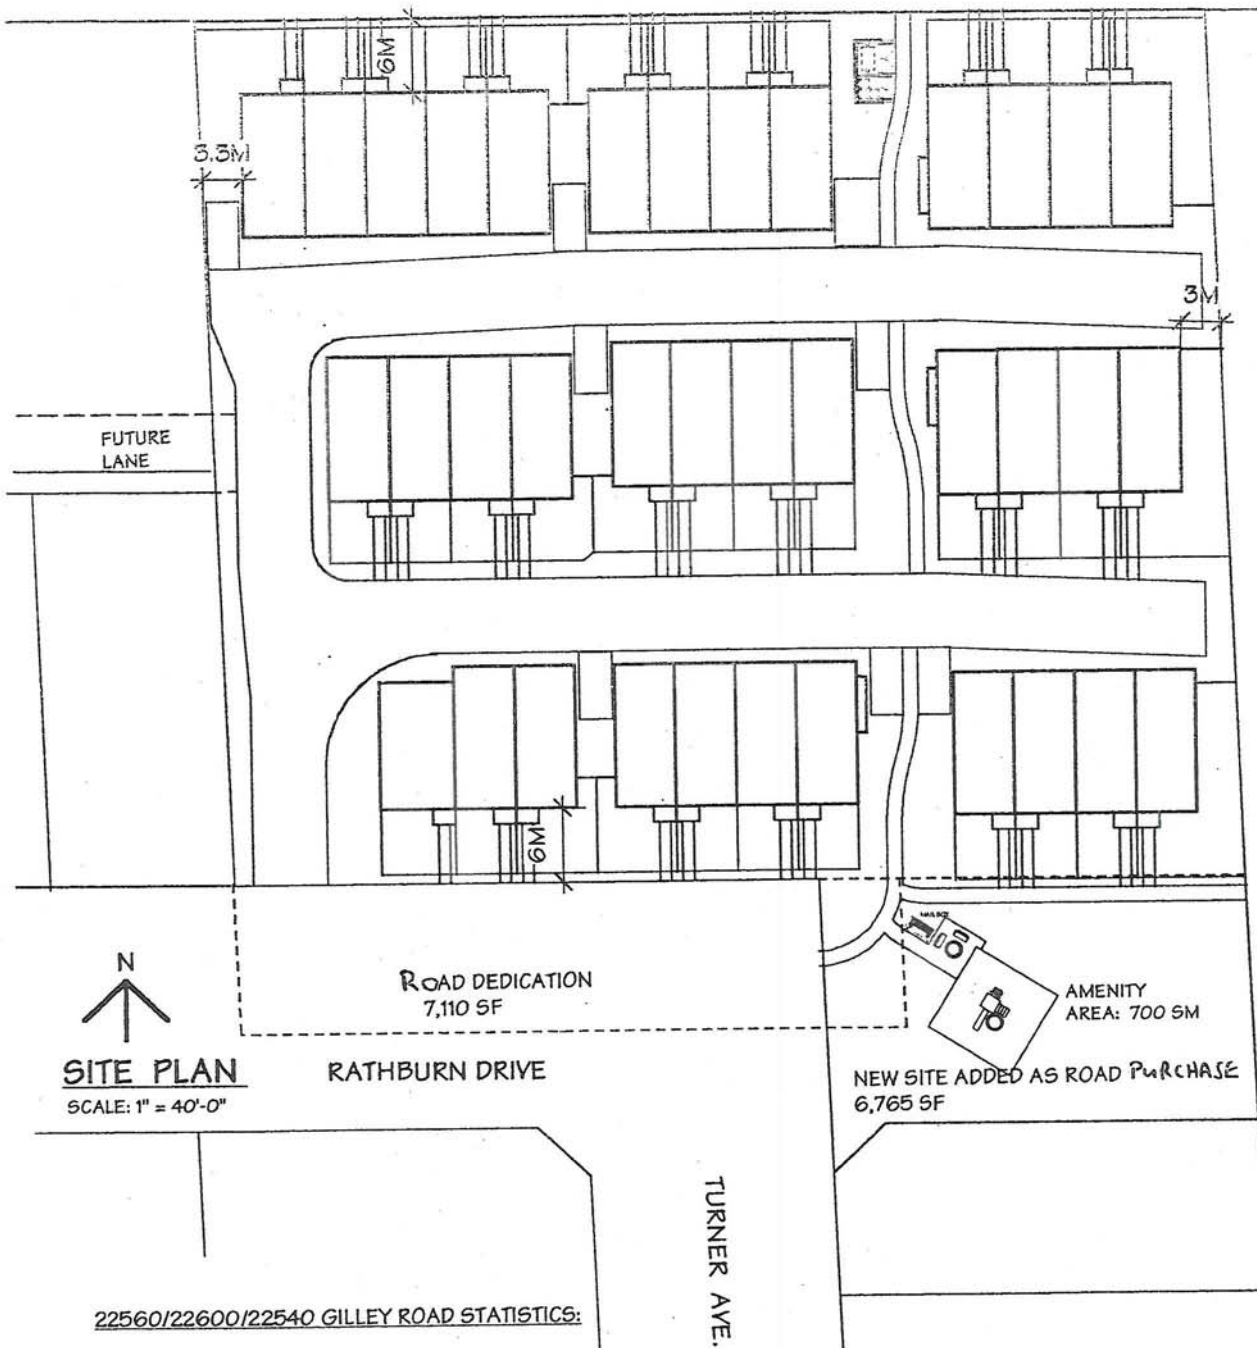 6M
3.3M
3M
FUTURE
LANE
6M
MAIL BOX
N
ROAD DEDICATION
7,110 SF
AMENITY
AREA: 700 SM
SITE PLAN
SCALE: 1" = 40'-0"
RATHBURN DRIVE
NEW SITE ADDED AS ROAD PURCHASE
6,765 SF
TURNER AVE.
22560/22600/22540 GILLEY ROAD STATISTICS: